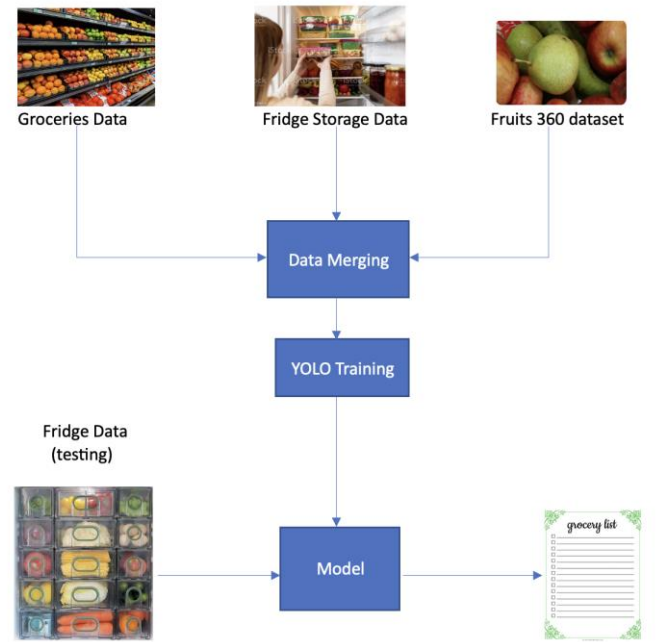 Groceries Data
Fridge Storage Data
Fruits 360 dataset
Data Merging
YOLO Training
Fridge Data
(testing)
Model
grocery list